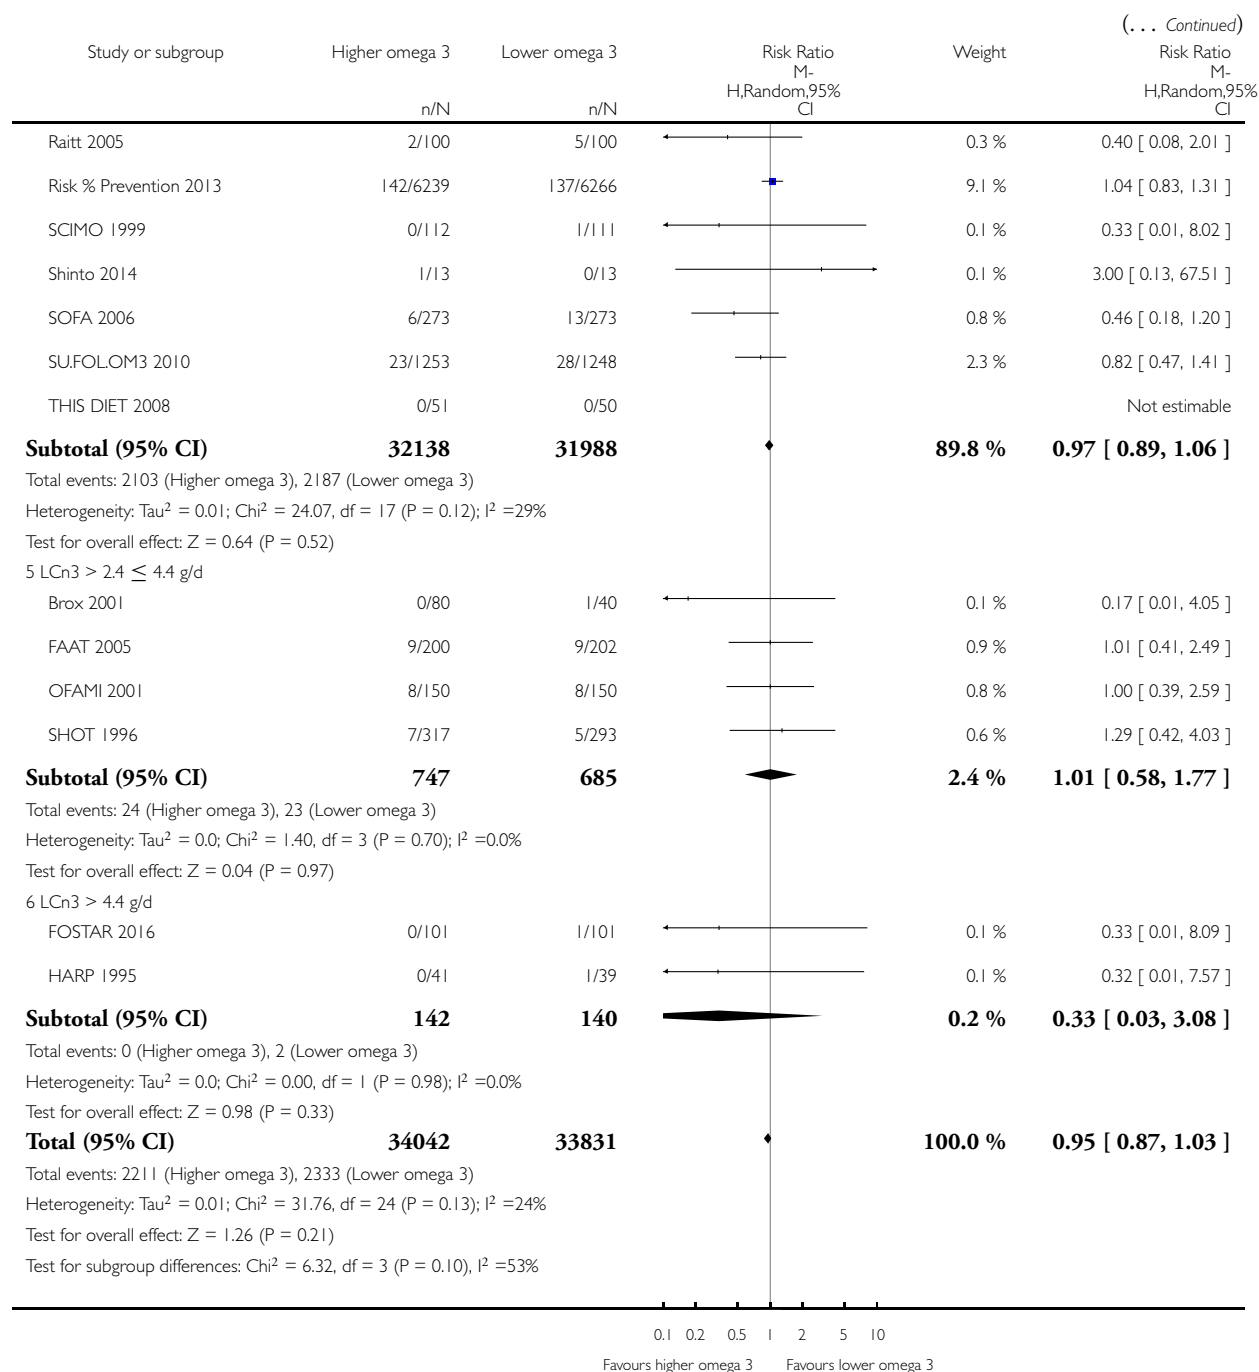 (... Continued)
Study or subgroup Higher omega 3 Lower omega 3 Risk Ratio Weight Risk Ratio
M- M-
H,Random,95% H,Random,95%
n/N n/N CI CI
Raitt 2005 2/100 5/100 0.3 % 0.40 [ 0.08, 2.01 ]
Risk % Prevention 2013 142/6239 137/6266 9.1 % 1.04 [ 0.83, 1.31 ]
SCIMO 1999 0/112 1/111 0.1 % 0.33 [ 0.01, 8.02 ]
Shinto 2014 1/13 0/13 0.1 % 3.00 [ 0.13, 67.51 ]
SOFA 2006 6/273 13/273 0.8 % 0.46 [ 0.18, 1.20 ]
SU.FOL.OM3 2010 23/1253 28/1248 2.3 % 0.82 [ 0.47, 1.41 ]
THIS DIET 2008 0/51 0/50 Not estimable
Subtotal (95% CI) 32138 31988 89.8 % 0.97 [ 0.89, 1.06 ]
Total events: 2103 (Higher omega 3), 2187 (Lower omega 3)
Heterogeneity: Tau² = 0.01; Chi² = 24.07, df = 17 (P = 0.12); I² =29%
Test for overall effect: Z = 0.64 (P = 0.52)
5 LCn3 > 2.4 ≤ 4.4 g/d
Brox 2001 0/80 1/40 0.1 % 0.17 [ 0.01, 4.05 ]
FAAT 2005 9/200 9/202 0.9 % 1.01 [ 0.41, 2.49 ]
OFAMI 2001 8/150 8/150 0.8 % 1.00 [ 0.39, 2.59 ]
SHOT 1996 7/317 5/293 0.6 % 1.29 [ 0.42, 4.03 ]
Subtotal (95% CI) 747 685 2.4 % 1.01 [ 0.58, 1.77 ]
Total events: 24 (Higher omega 3), 23 (Lower omega 3)
Heterogeneity: Tau² = 0.0; Chi² = 1.40, df = 3 (P = 0.70); I² =0.0%
Test for overall effect: Z = 0.04 (P = 0.97)
6 LCn3 > 4.4 g/d
FOSTAR 2016 0/101 1/101 0.1 % 0.33 [ 0.01, 8.09 ]
HARP 1995 0/41 1/39 0.1 % 0.32 [ 0.01, 7.57 ]
Subtotal (95% CI) 142 140 0.2 % 0.33 [ 0.03, 3.08 ]
Total events: 0 (Higher omega 3), 2 (Lower omega 3)
Heterogeneity: Tau² = 0.0; Chi² = 0.00, df = 1 (P = 0.98); I² =0.0%
Test for overall effect: Z = 0.98 (P = 0.33)
Total (95% CI) 34042 33831 100.0 % 0.95 [ 0.87, 1.03 ]
Total events: 2211 (Higher omega 3), 2333 (Lower omega 3)
Heterogeneity: Tau² = 0.01; Chi² = 31.76, df = 24 (P = 0.13); I² =24%
Test for overall effect: Z = 1.26 (P = 0.21)
Test for subgroup differences: Chi² = 6.32, df = 3 (P = 0.10), I² =53%
0.1 0.2 0.5 1 2 5 10
Favours higher omega 3 Favours lower omega 3